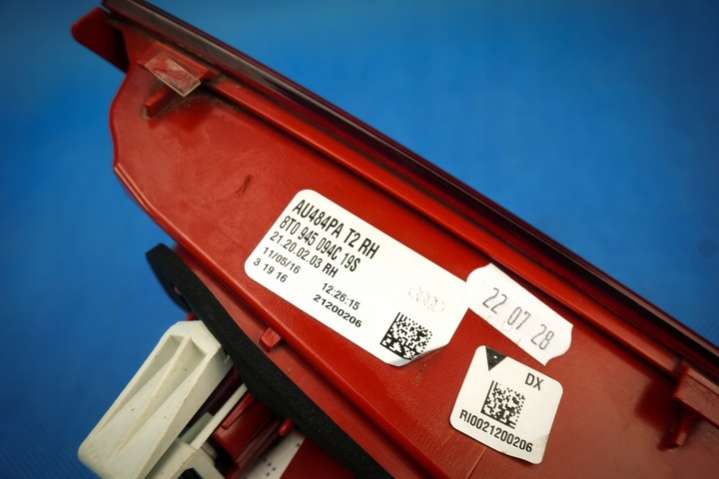 AU484PA T2 RH
8T0 945 094C 19S
21.20.02.03 RH
11/05/16 12:26:15
3 19 16 21200206
22 07 28
DX
RI0021200206